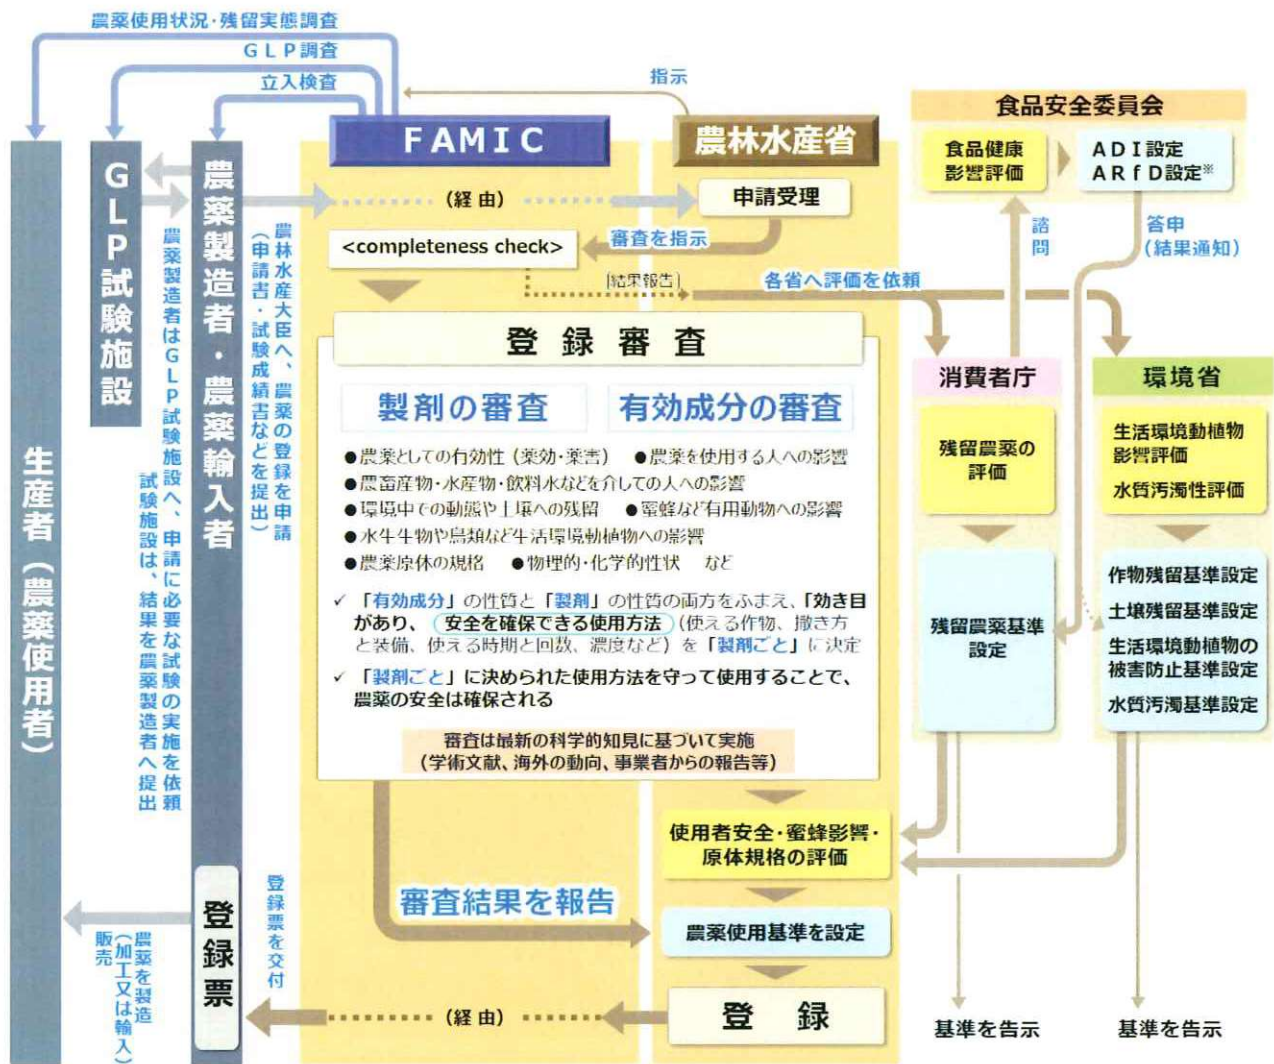 農薬使用状況・残留実態調査
GLP調査
立入検査
指示
食品安全委員会
FAMIC
農林水産省
食品健康
影響評価
ADI設定
ARfD設定※
(経由)
申請受理
<completeness check>
審査を指示
[結果報告]
各省へ評価を依頼
諮問
答申
(結果通知)
生産者（農薬使用者）
GLP試験施設
農薬製造者・農薬輸入者
農薬製造者はGLP試験施設へ、申請に必要な試験の実施を依頼
試験施設は、結果を農薬製造者へ提出
農林水産大臣へ、農薬の登録を申請
(申請書・試験成績書などを提出)
登録審査
製剤の審査
有効成分の審査
●農薬としての有効性（薬効・薬害） ●農薬を使用する人への影響
●農畜産物・水産物・飲料水などを介しての人への影響
●環境中での動態や土壌への残留 ●蜜蜂など有用動物への影響
●水生生物や鳥類など生活環境動植物への影響
●農薬原体の規格 ●物理的・化学的性状 など
✓ 「有効成分」の性質と「製剤」の性質の両方をふまえ、「効き目
があり、安全を確保できる使用方法（使える作物、撒き方
と装備、使える時期と回数、濃度など）を「製剤ごと」に決定
✓ 「製剤ごと」に決められた使用方法を守って使用することで、
農薬の安全は確保される
審査は最新の科学的知見に基づいて実施
(学術文献、海外の動向、事業者からの報告等)
消費者庁
環境省
残留農薬の
評価
生活環境動植物
影響評価
水質汚濁性評価
残留農薬基準
設定
作物残留基準設定
土壌残留基準設定
生活環境動植物の
被害防止基準設定
水質汚濁基準設定
使用者安全・蜜蜂影響・
原体規格の評価
審査結果を報告
農薬使用基準を設定
登録
(経由)
登録票を交付
登録票
農薬を製造
(加工又は輸入)
販売
基準を告示
基準を告示